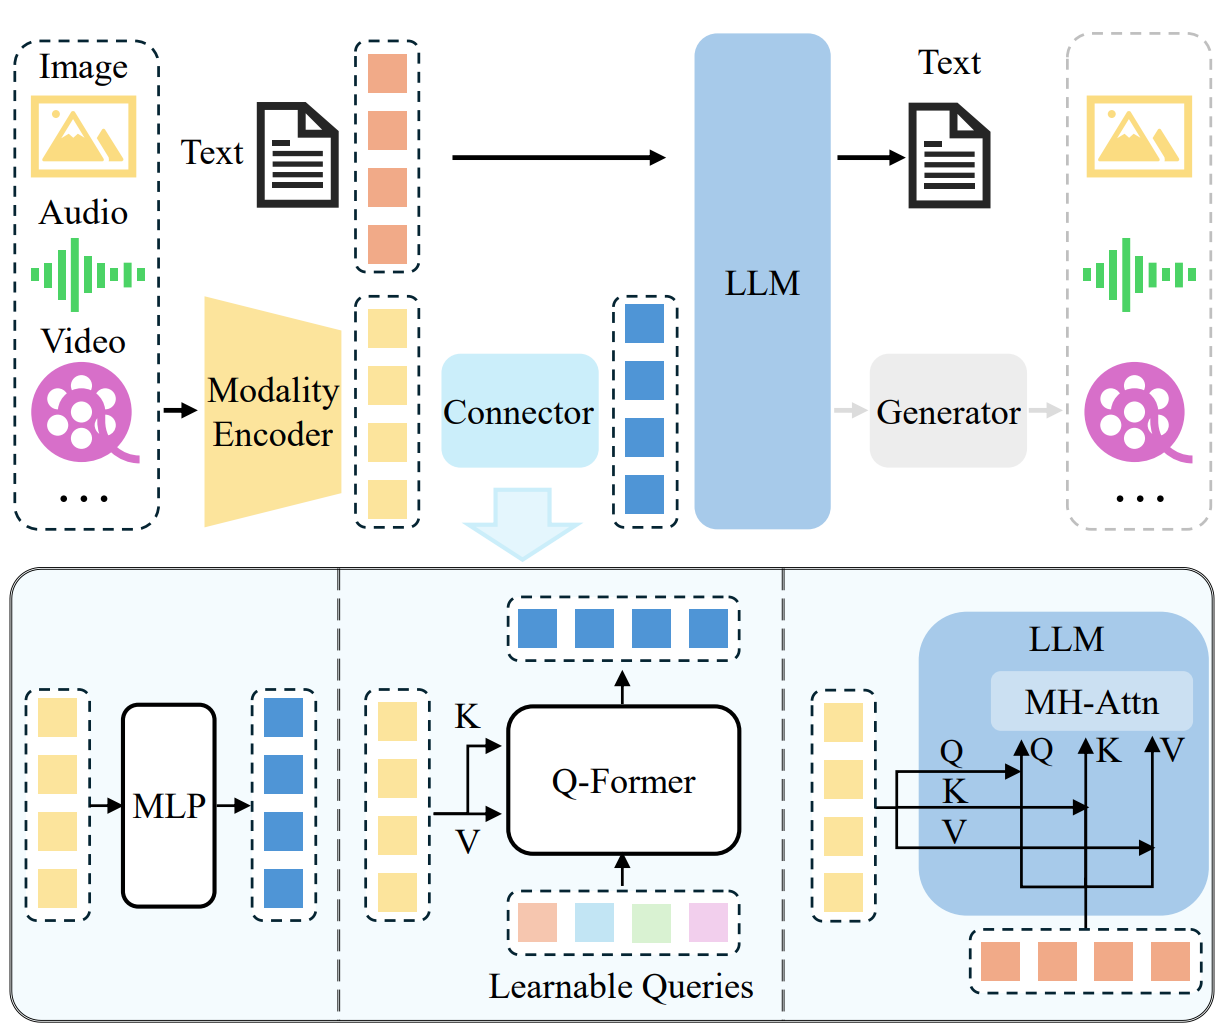 Image
Text
Audio
Video
...
Modality
Encoder
Connector
LLM
Text
Generator
...
MLP
K
V
Q-Former
Learnable Queries
LLM
MH-Attn
Q
K
V
Q
K
V